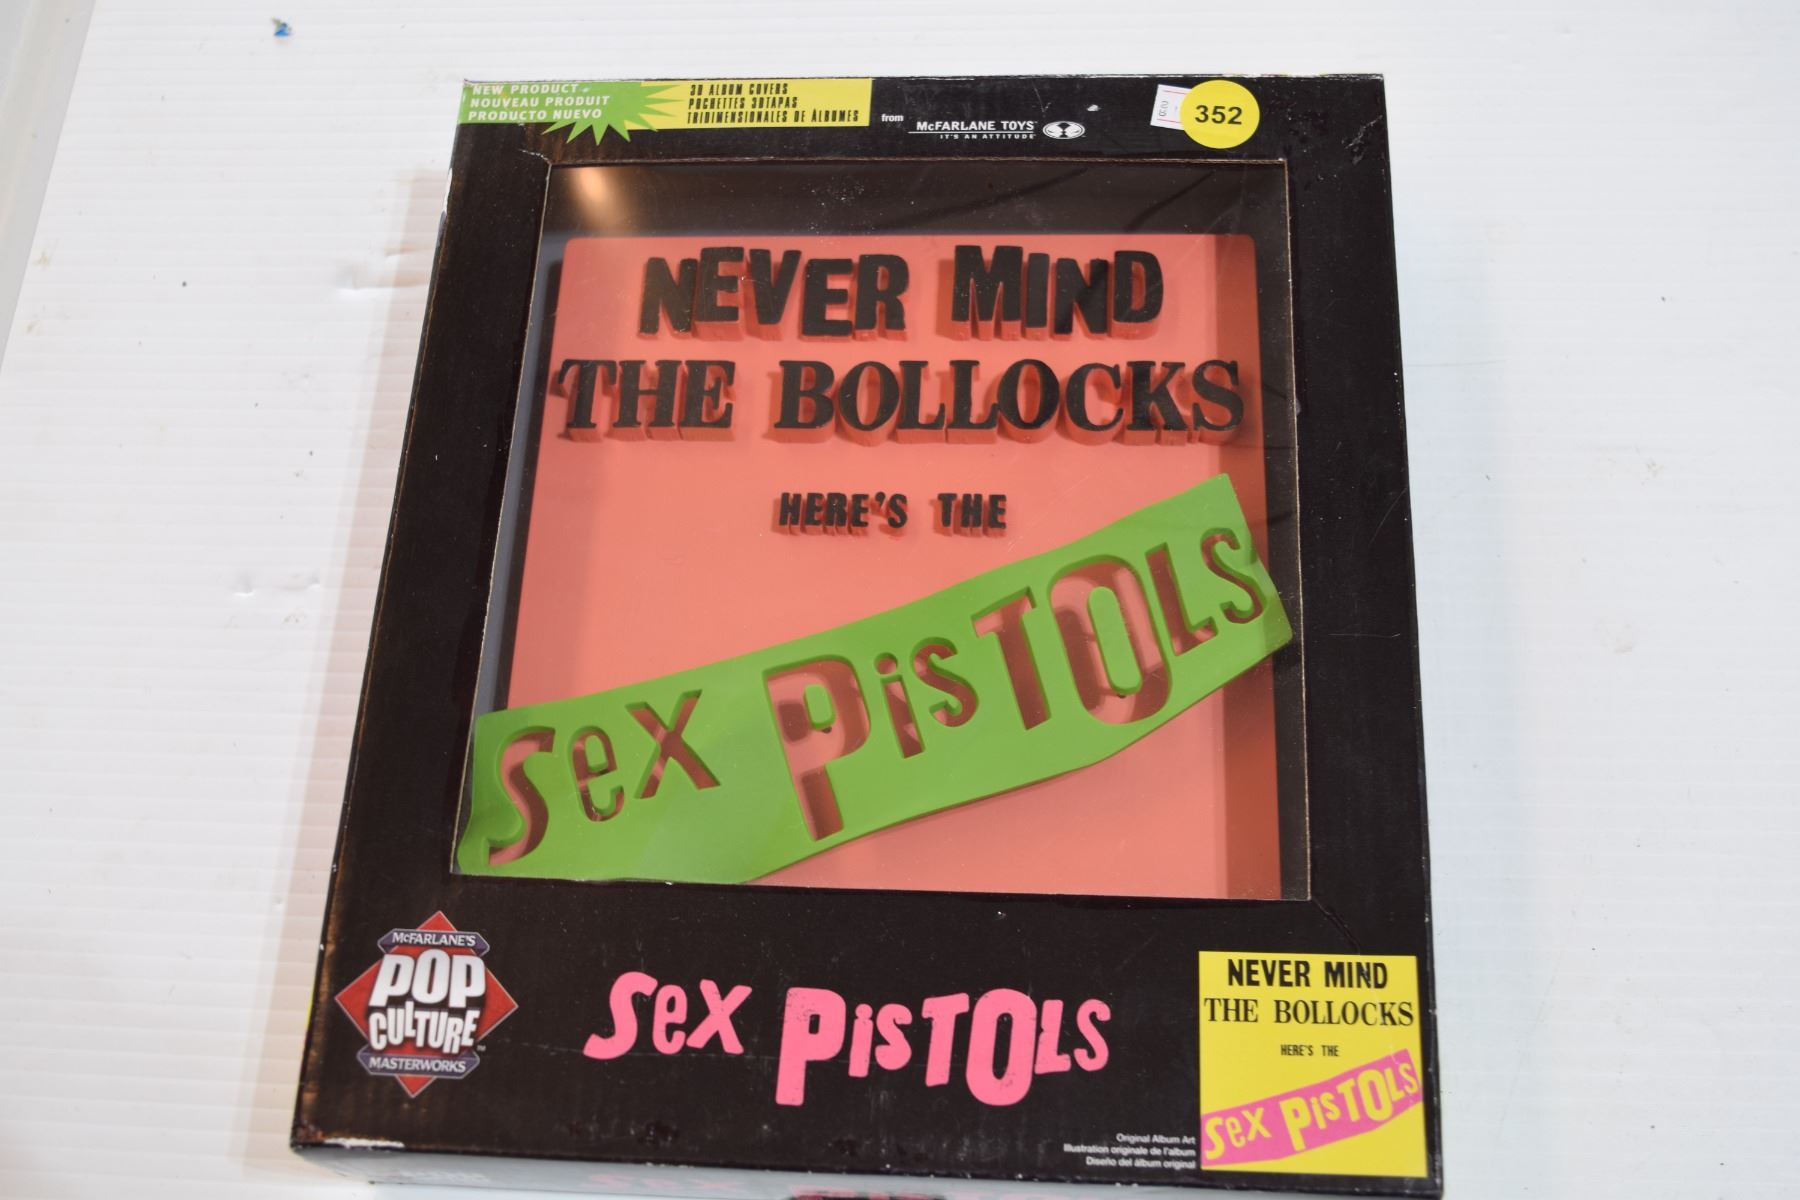 NEW PRODUCT
NOUVEAU PRODUIT
PRODUCTO NUEVO
3D ALBUM COVERS
POCHETTES 3DTAPAS
TRIDIMENSIONALES DE ÁLBUMES
from
McFARLANE TOYS
IT'S AN ATTITUDE
352
NEVER MIND
THE BOLLOCKS
HERE'S THE
SeX PisTOLs
McFARLANE'S
POP
CULTURE
MASTERWORKS
SeX PisTOLs
NEVER MIND
THE BOLLOCKS
HERE'S THE
SeX PisTOLs
Original Album Art
Illustration originale de l'album
Diseño del álbum original